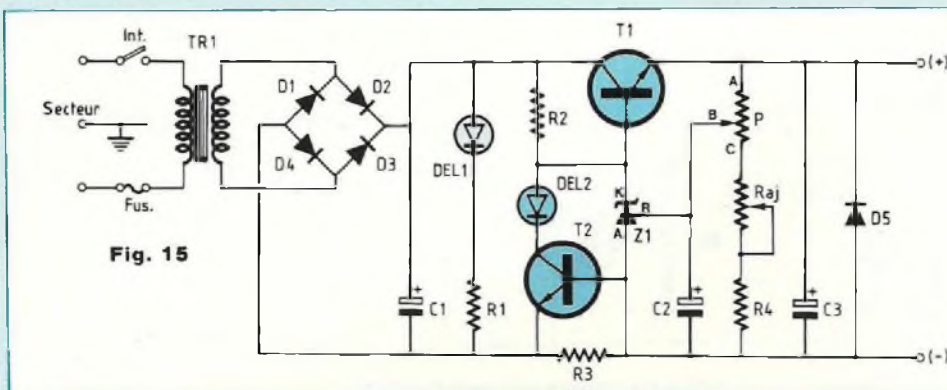 Int.
TR1
T1
(+)
D1
D2
R2
A
B
P
C
Secteur
DEL1
D4
D3
K
DEL2
R
Raj
D5
A
Z1
T2
Fus.
Fig. 15
+
C1
R1
+
C2
R4
+
C3
R3
(-)